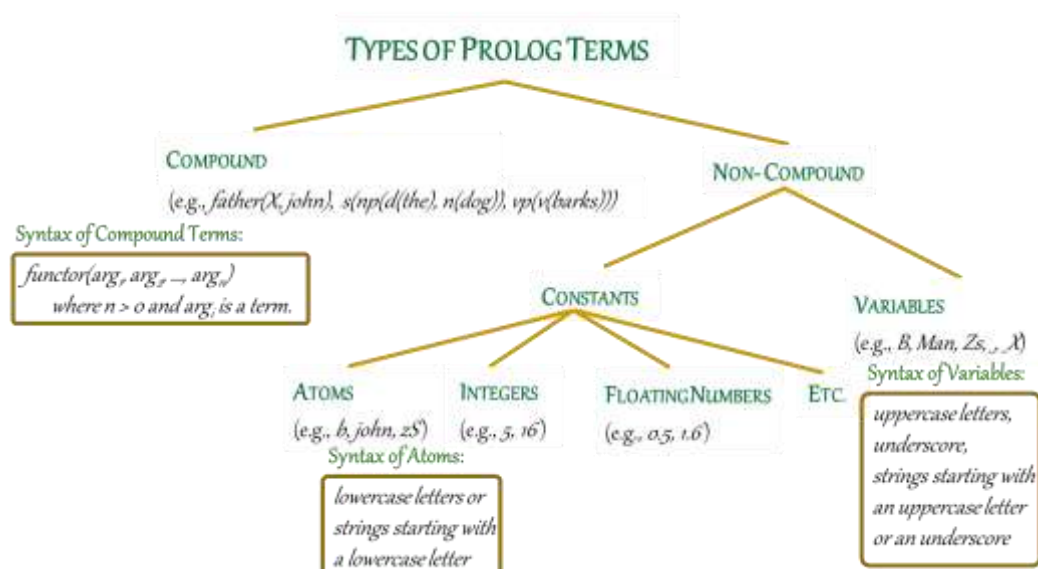 TYPES OF PROLOG TERMS
COMPOUND
(e.g., father(X, john), s(np(d(the), n(dog)), vp(v(barks)))
NON-COMPOUND
Syntax of Compound Terms:
functor(arg₁, arg₂, ..., argₙ)
where n > 0 and argᵢ is a term.
CONSTANTS
VARIABLES
(e.g., B, Man, Zs, _, _X)
ATOMS
(e.g., b, john, zS)
INTEGERS
(e.g., 5, 16)
FLOATING NUMBERS
(e.g., 0.5, 1.6)
ETC.
Syntax of Atoms:
lowercase letters or
strings starting with
a lowercase letter
Syntax of Variables:
uppercase letters,
underscore,
strings starting with
an uppercase letter
or an underscore